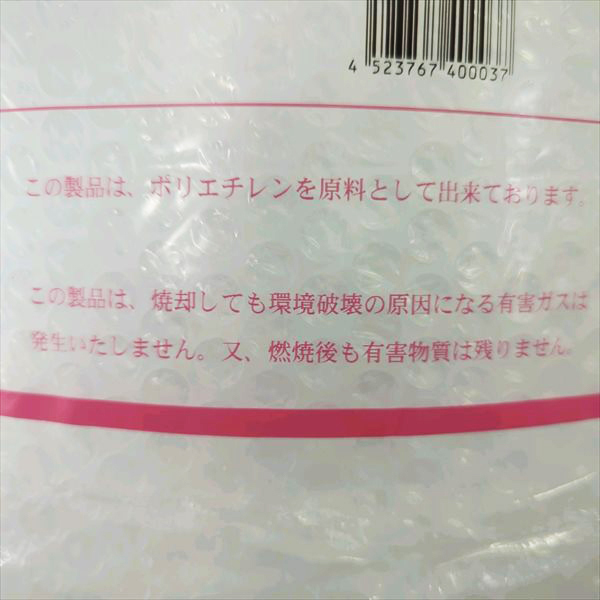 4 523767 400037
この製品は、ポリエチレンを原料として出来ております。
この製品は、焼却しても環境破壊の原因になる有害ガスは
発生いたしません。又、燃焼後も有害物質は残りません。